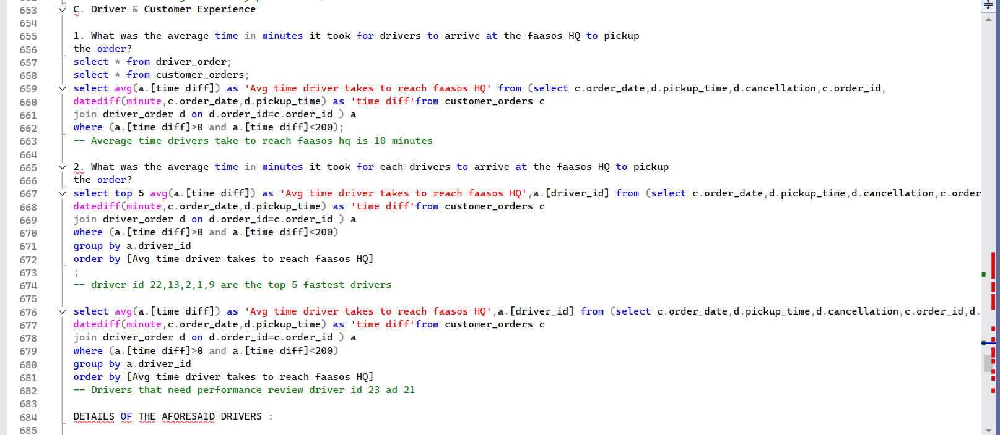 653 C. Driver & Customer Experience
654
655 1. What was the average time in minutes it took for drivers to arrive at the faasos HQ to pickup
656 the order?
657 select * from driver_order;
658 select * from customer_orders;
659 select avg(a.[time diff]) as 'Avg time driver takes to reach faasos HQ' from (select c.order_date,d.pickup_time,d.cancellation,c.order_id,
660 datediff(minute,c.order_date,d.pickup_time) as 'time diff'from customer_orders c
661 join driver_order d on d.order_id=c.order_id ) a
662 where (a.[time diff]>0 and a.[time diff]<200);
663 -- Average time drivers take to reach faasos hq is 10 minutes
664
665 2. What was the average time in minutes it took for each drivers to arrive at the faasos HQ to pickup
666 the order?
667 select top 5 avg(a.[time diff]) as 'Avg time driver takes to reach faasos HQ',a.[driver_id] from (select c.order_date,d.pickup_time,d.cancellation,c.order
668 datediff(minute,c.order_date,d.pickup_time) as 'time diff'from customer_orders c
669 join driver_order d on d.order_id=c.order_id ) a
670 where (a.[time diff]>0 and a.[time diff]<200)
671 group by a.driver_id
672 order by [Avg time driver takes to reach faasos HQ]
673 ;
674 -- driver id 22,13,2,1,9 are the top 5 fastest drivers
675
676 select avg(a.[time diff]) as 'Avg time driver takes to reach faasos HQ',a.[driver_id] from (select c.order_date,d.pickup_time,d.cancellation,c.order_id,d.
677 datediff(minute,c.order_date,d.pickup_time) as 'time diff'from customer_orders c
678 join driver_order d on d.order_id=c.order_id ) a
679 where (a.[time diff]>0 and a.[time diff]<200)
680 group by a.driver_id
681 order by [Avg time driver takes to reach faasos HQ]
682 -- Drivers that need performance review driver id 23 ad 21
683
684 DETAILS OF THE AFORESAID DRIVERS :
685